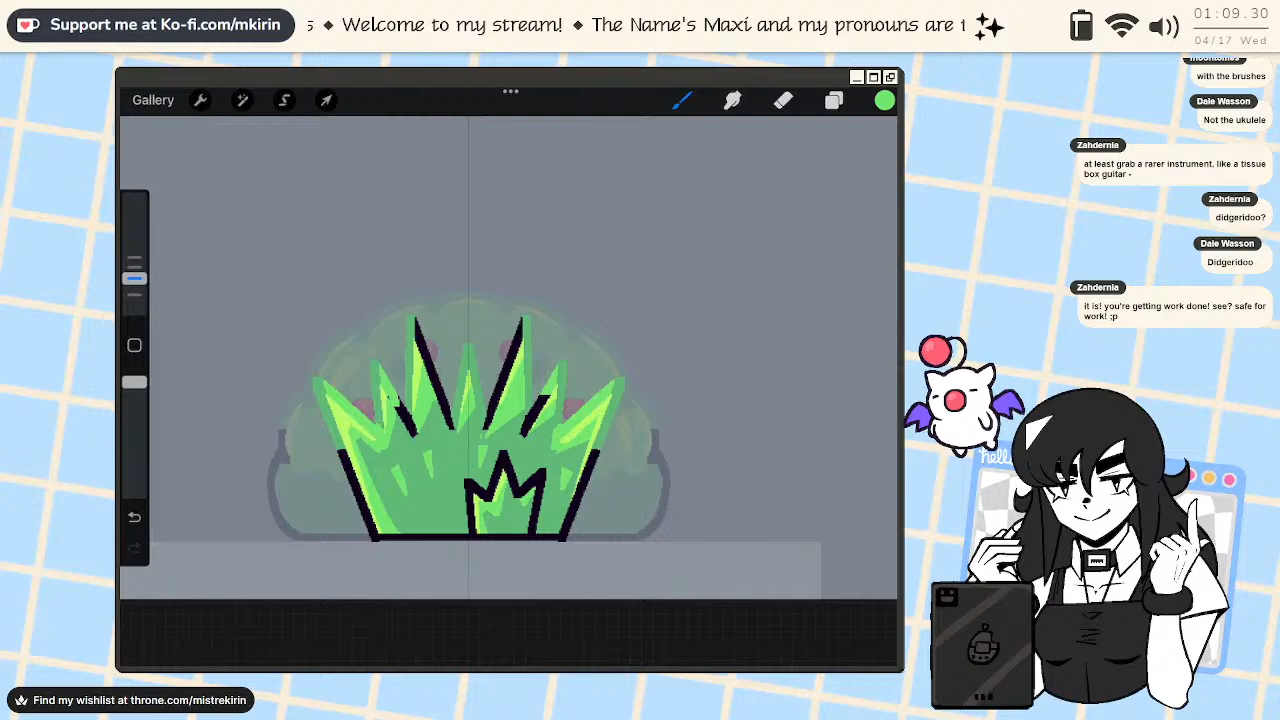 Support me at Ko-fi.com/mkirin
s ◆ Welcome to my stream! ◆ The Name's Maxi and my pronouns are t
01:09.30
04/17 Wed
Gallery
with the brushes
Dale Wasson
Not the ukulele
Zahdernia
at least grab a rarer instrument, like a tissue
box guitar -
Zahdernia
didgeridoo?
Dale Wasson
Didgeridoo
Zahdernia
it is! you're getting work done! see? safe for
work! :p
hello
Find my wishlist at throne.com/mistrekirin